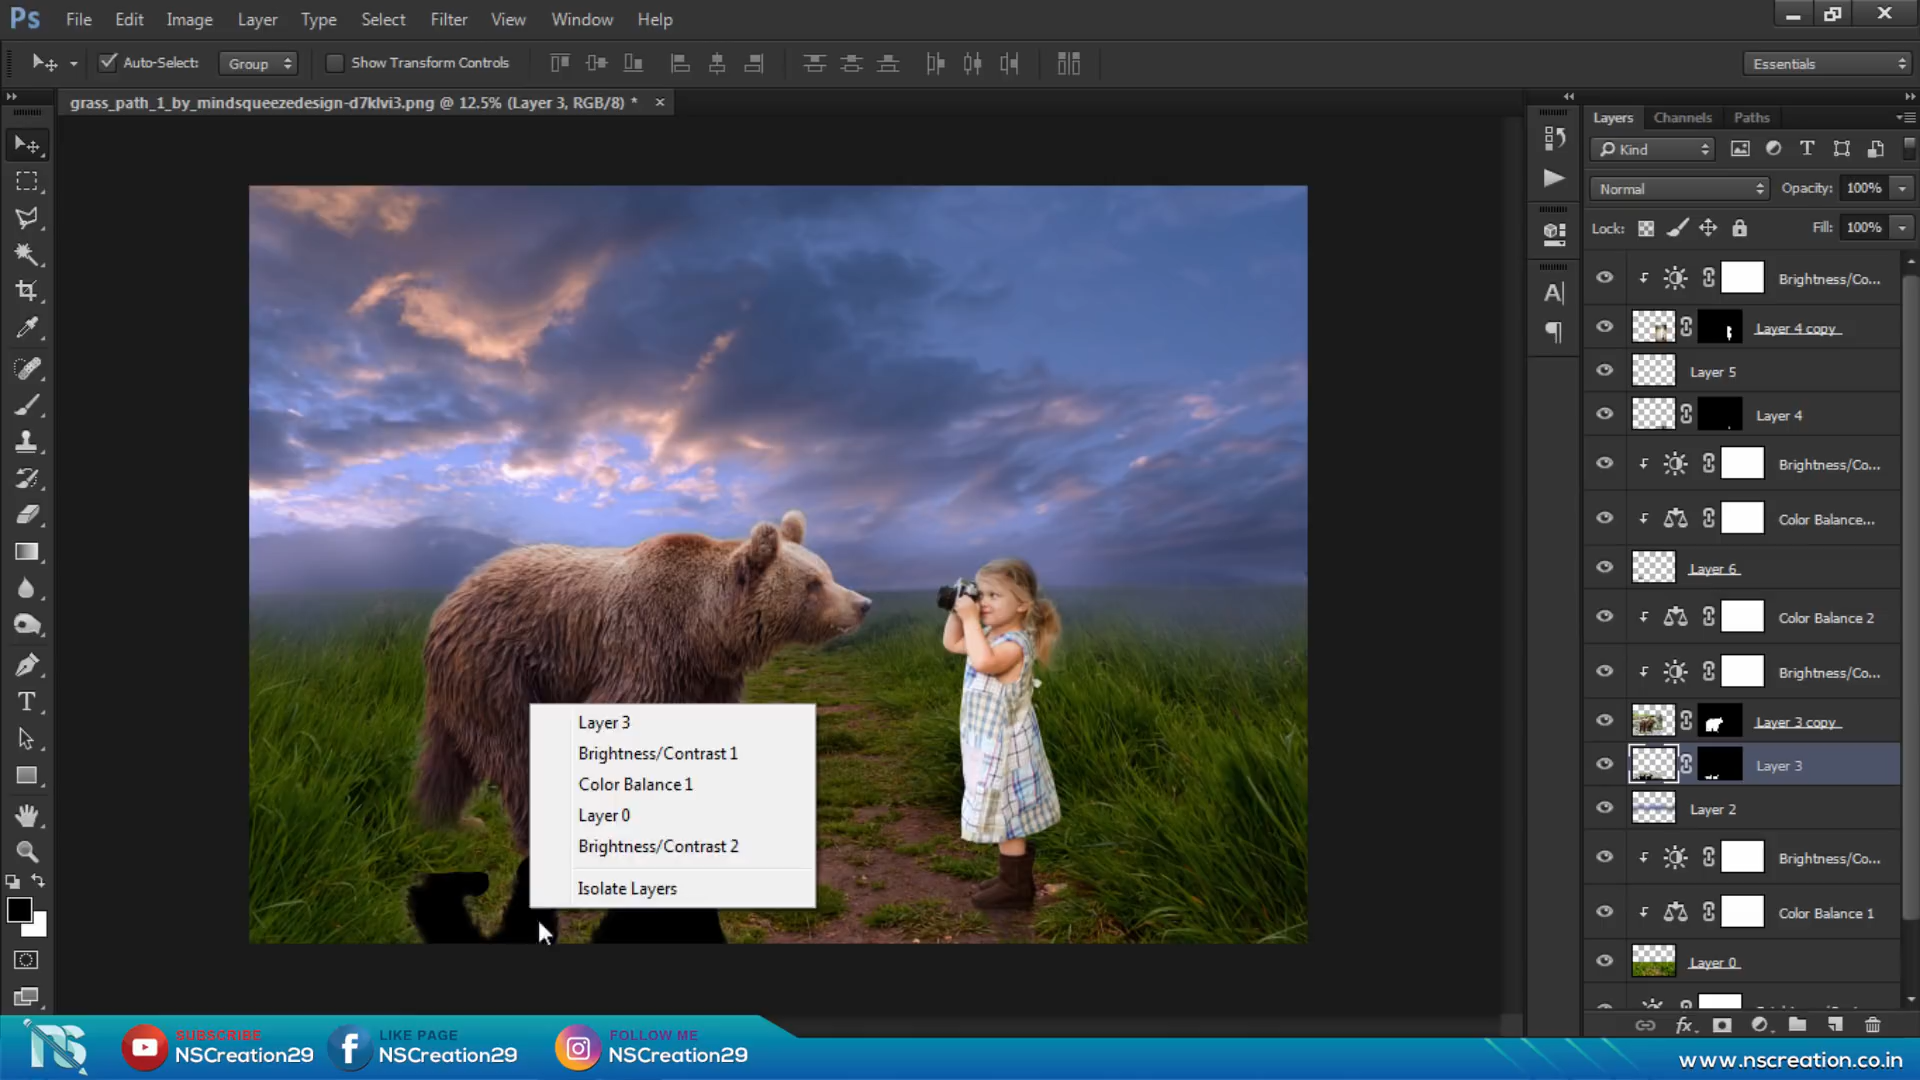 Ps File Edit Image Layer Type Select Filter View Window Help
Auto-Select: Group Show Transform Controls Essentials
grass_path_1_by_mindsqueezedesign-d7klvi3.png @ 12.5% (Layer 3, RGB/8) * ×
Layers Channels Paths
Kind
Normal Opacity: 100%
Lock: Fill: 100%
Brightness/Co...
Layer 4 copy
Layer 5
Layer 4
Brightness/Co...
Color Balance...
Layer 6
Color Balance 2
Brightness/Co...
Layer 3 copy
Layer 3
Layer 2
Brightness/Co...
Color Balance 1
Layer 0
Layer 3
Brightness/Contrast 1
Color Balance 1
Layer 0
Brightness/Contrast 2
Isolate Layers
NS
SUBSCRIBE
NSCreation29
LIKE PAGE
NSCreation29
FOLLOW ME
NSCreation29
www.nscreation.co.in